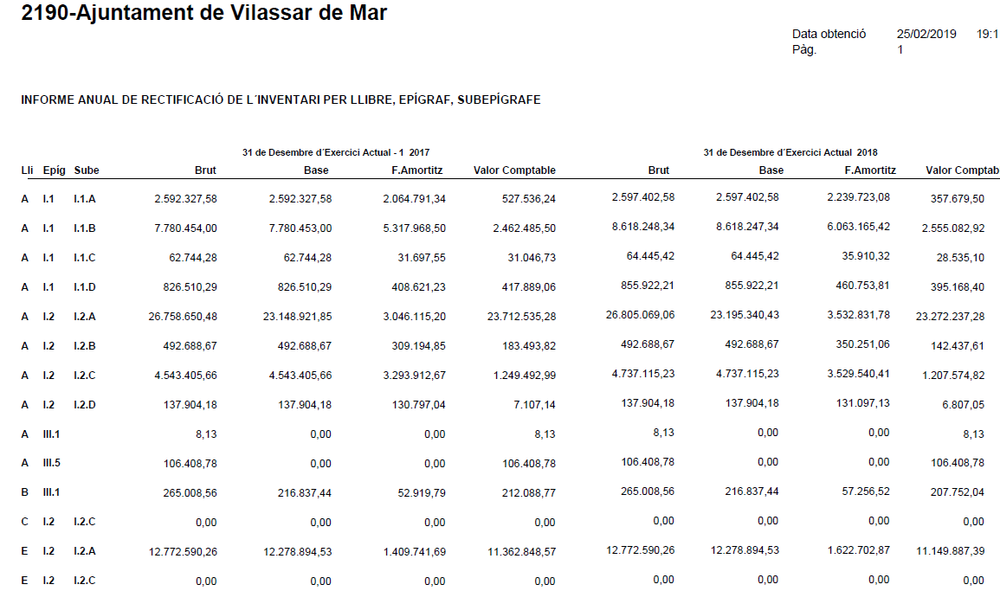 2190-Ajuntament de Vilassar de Mar
Data obtenció 25/02/2019 19:1
Pàg. 1
INFORME ANUAL DE RECTIFICACIÓ DE L´INVENTARI PER LLIBRE, EPÍGRAF, SUBEPÍGRAFE
31 de Desembre d´Exercici Actual - 1 2017 31 de Desembre d´Exercici Actual 2018
Lli Epíg Sube Brut Base F.Amortitz Valor Comptable Brut Base F.Amortitz Valor Comptab
A I.1 I.1.A 2.592.327,58 2.592.327,58 2.064.791,34 527.536,24 2.597.402,58 2.597.402,58 2.239.723,08 357.679,50
A I.1 I.1.B 7.780.454,00 7.780.453,00 5.317.968,50 2.462.485,50 8.618.248,34 8.618.247,34 6.063.165,42 2.555.082,92
A I.1 I.1.C 62.744,28 62.744,28 31.697,55 31.046,73 64.445,42 64.445,42 35.910,32 28.535,10
A I.1 I.1.D 826.510,29 826.510,29 408.621,23 417.889,06 855.922,21 855.922,21 460.753,81 395.168,40
A I.2 I.2.A 26.758.650,48 23.148.921,85 3.046.115,20 23.712.535,28 26.805.069,06 23.195.340,43 3.532.831,78 23.272.237,28
A I.2 I.2.B 492.688,67 492.688,67 309.194,85 183.493,82 492.688,67 492.688,67 350.251,06 142.437,61
A I.2 I.2.C 4.543.405,66 4.543.405,66 3.293.912,67 1.249.492,99 4.737.115,23 4.737.115,23 3.529.540,41 1.207.574,82
A I.2 I.2.D 137.904,18 137.904,18 130.797,04 7.107,14 137.904,18 137.904,18 131.097,13 6.807,05
A III.1 8,13 0,00 0,00 8,13 8,13 0,00 0,00 8,13
A III.5 106.408,78 0,00 0,00 106.408,78 106.408,78 0,00 0,00 106.408,78
B III.1 265.008,56 216.837,44 52.919,79 212.088,77 265.008,56 216.837,44 57.256,52 207.752,04
C I.2 I.2.C 0,00 0,00 0,00 0,00 0,00 0,00 0,00 0,00
E I.2 I.2.A 12.772.590,26 12.278.894,53 1.409.741,69 11.362.848,57 12.772.590,26 12.278.894,53 1.622.702,87 11.149.887,39
E I.2 I.2.C 0,00 0,00 0,00 0,00 0,00 0,00 0,00 0,00